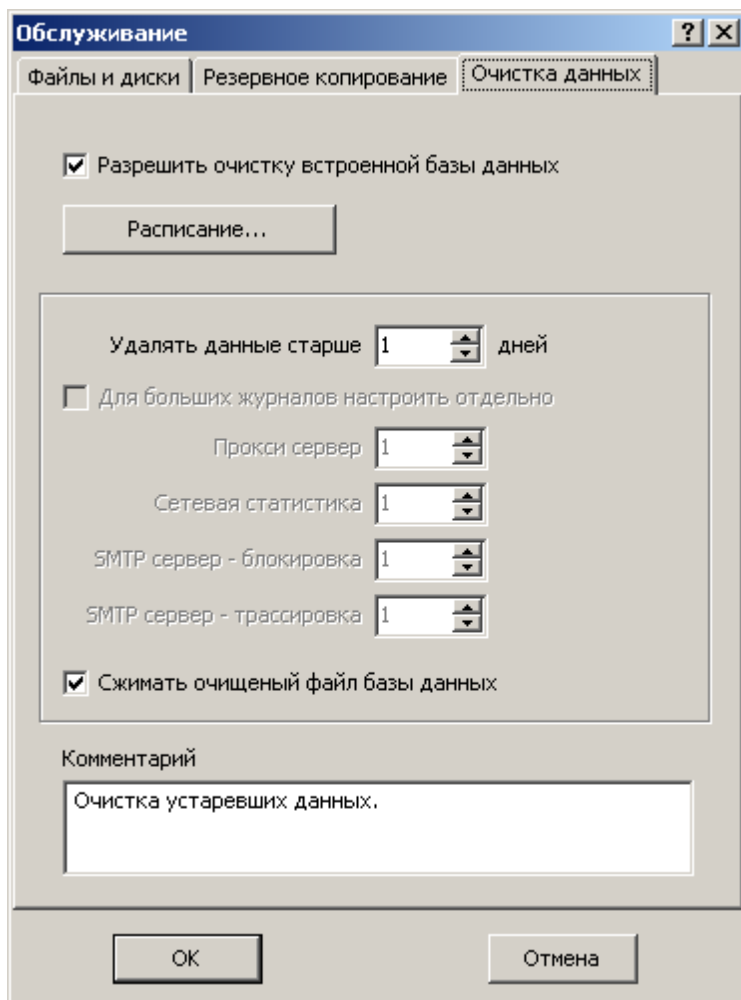 Обслуживание
Файлы и диски Резервное копирование Очистка данных
Разрешить очистку встроенной базы данных
Расписание...
Удалять данные старше 1 дней
Для больших журналов настроить отдельно
Прокси сервер 1
Сетевая статистика 1
SMTP сервер - блокировка 1
SMTP сервер - трассировка 1
Сжимать очищеный файл базы данных
Комментарий
Очистка устаревших данных.
OK Отмена